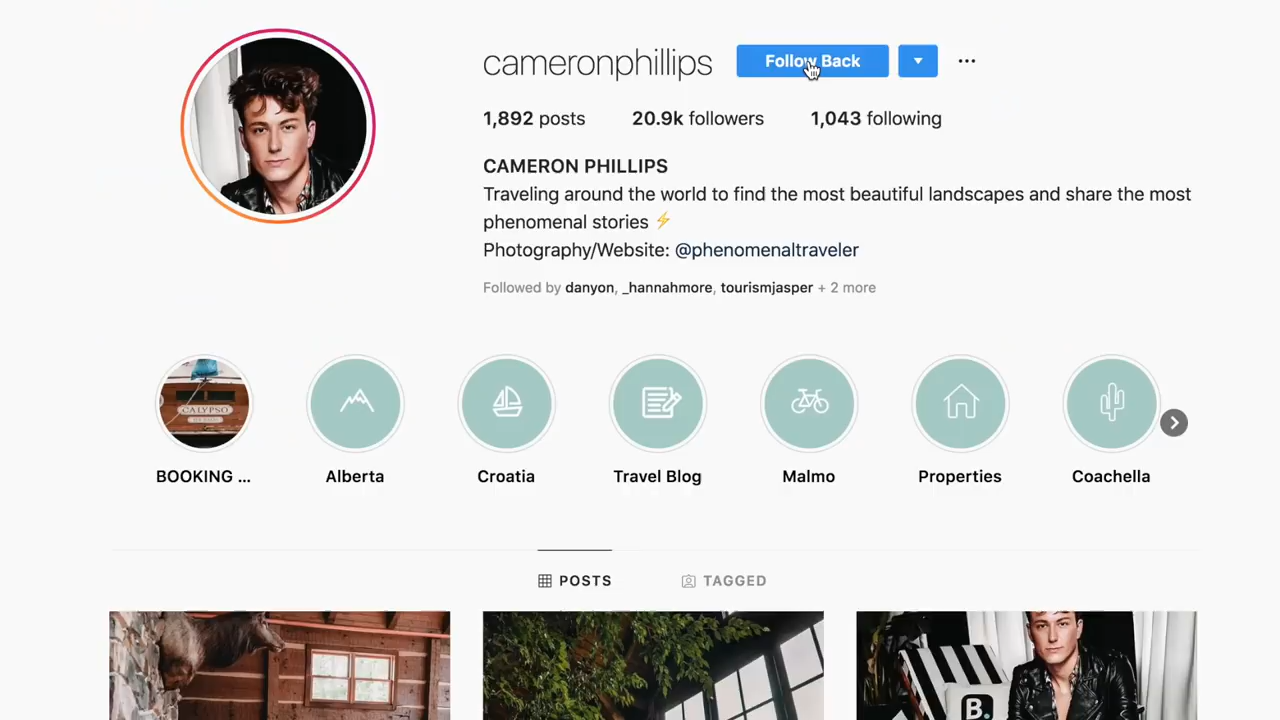 cameronphillips
Follow Back
1,892 posts 20.9k followers 1,043 following
CAMERON PHILLIPS
Traveling around the world to find the most beautiful landscapes and share the most
phenomenal stories ⚡
Photography/Website: @phenomenaltraveler
Followed by danyon, _hannahmore, tourismjasper + 2 more
CALYPSO
BOOKING ... Alberta Croatia Travel Blog Malmo Properties Coachella
POSTS TAGGED
B.